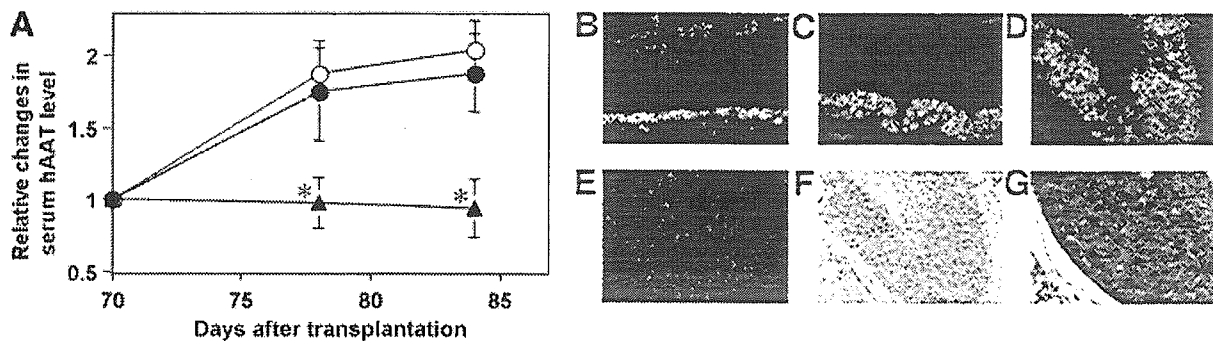 A
Relative changes in
serum hAAT level
2
1.5
1
0.5
*
*
70
75
80
85
Days after transplantation
B
C
D
E
F
G